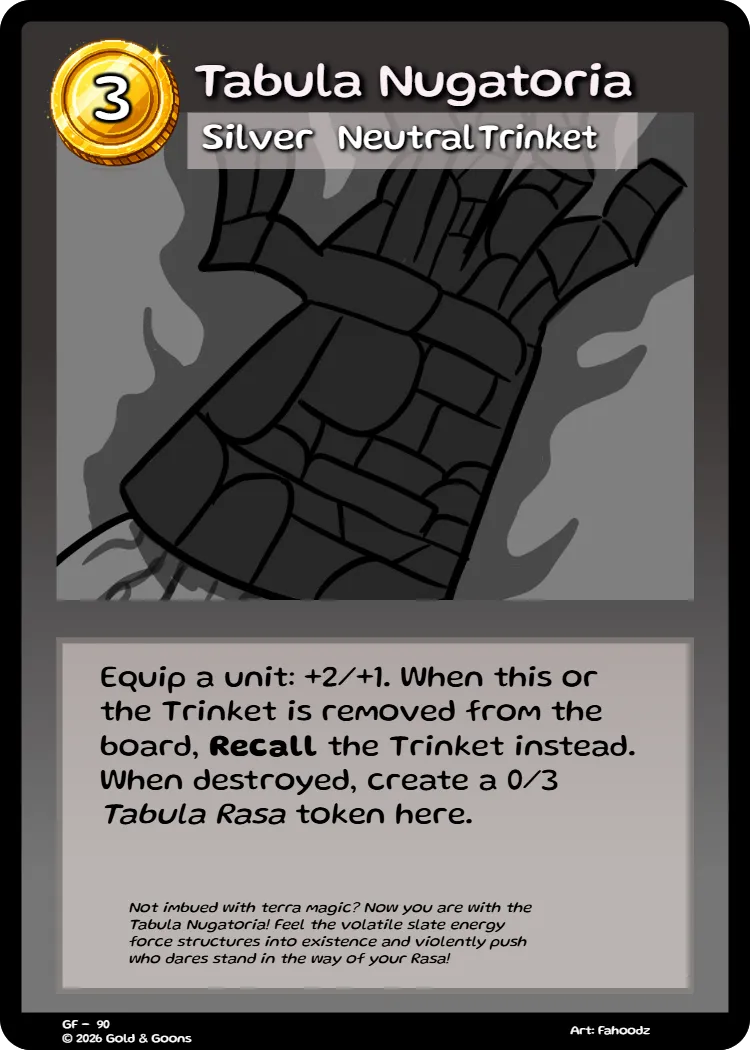 3
Tabula Nugatoria
Silver Neutral Trinket
Equip a unit: +2/+1. When this or
the Trinket is removed from the
board, Recall the Trinket instead.
When destroyed, create a 0/3
Tabula Rasa token here.
Not imbued with terra magic? Now you are with the
Tabula Nugatoria! Feel the volatile slate energy
force structures into existence and violently push
who dares stand in the way of your Rasa!
GF - 90
© 2026 Gold & Goons
Art: Fahoodz